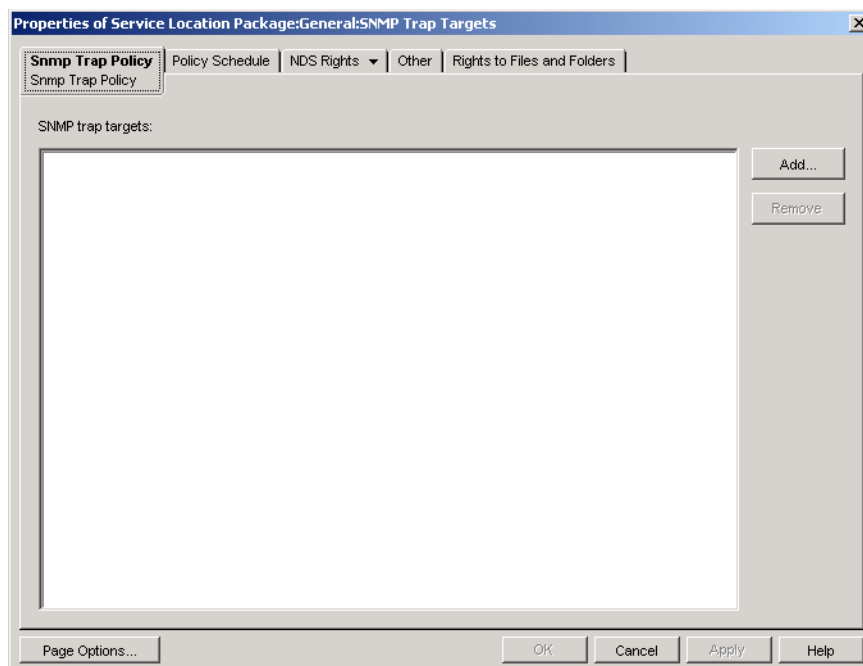 Properties of Service Location Package:General:SNMP Trap Targets
Snmp Trap Policy Policy Schedule NDS Rights Other Rights to Files and Folders
Snmp Trap Policy
SNMP trap targets:
Add...
Remove
Page Options... OK Cancel Apply Help